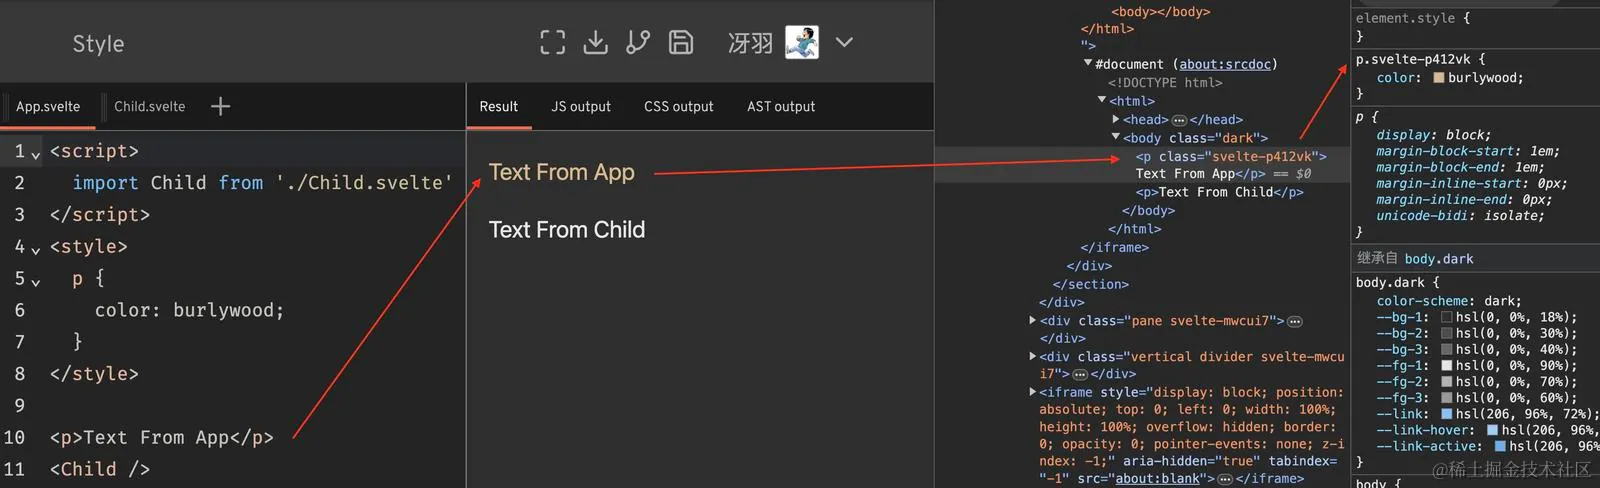 Style
冴羽
App.svelte
Child.svelte
1 <script>
2 import Child from './Child.svelte'
3 </script>
4 <style>
5 p {
6 color: burlywood;
7 }
8 </style>
9
10 <p>Text From App</p>
11 <Child />
Result
JS output
CSS output
AST output
Text From App
Text From Child
<body></body>
</html>
">
#document (about:srcdoc)
<!DOCTYPE html>
<html>
<head> </head>
<body class="dark">
<p class="svelte-p412vk">
Text From App</p> == $0
<p>Text From Child</p>
</body>
</html>
</iframe>
</div>
</section>
</div>
<div class="pane svelte-mwcui7">
</div>
<div class="vertical divider svelte-mwcu
i7"> </div>
<iframe style="display: block; position:
absolute; top: 0; left: 0; width: 100%;
height: 100%; overflow: hidden; border:
0; opacity: 0; pointer-events: none; z-i
ndex: -1;" aria-hidden="true" tabindex=
"-1" src="about:blank"> </iframe>
element.style {
}
p.svelte-p412vk {
color: burlywood;
}
p {
display: block;
margin-block-start: 1em;
margin-block-end: 1em;
margin-inline-start: 0px;
margin-inline-end: 0px;
unicode-bidi: isolate;
}
继承自 body.dark
body.dark {
color-scheme: dark;
--bg-1: hsl(0, 0%, 18%);
--bg-2: hsl(0, 0%, 30%);
--bg-3: hsl(0, 0%, 40%);
--fg-1: hsl(0, 0%, 90%);
--fg-2: hsl(0, 0%, 70%);
--fg-3: hsl(0, 0%, 60%);
--link: hsl(206, 96%, 72%);
--link-hover: hsl(206, 96%,
--link-active: hsl(206, 96%
}
body {
@稀土掘金技术社区